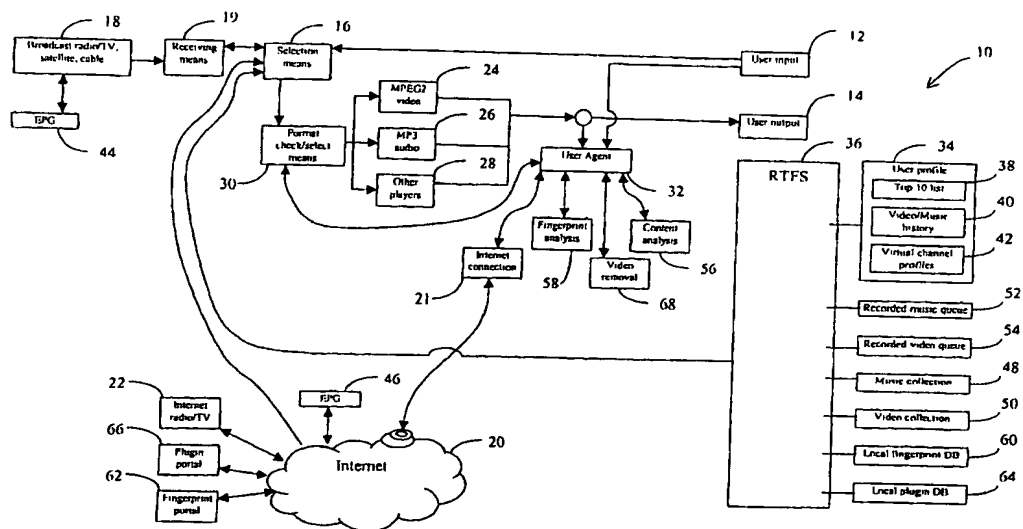 18
19
16
12
10
Broadcast radio/TV,
satellite, cable
Receiving
means
Selection
means
User input
24
MPEG2
video
14
User output
EPG
44
26
MP3
audio
Format
check/select
means
30
28
Other
players
User Agent
32
36
RTFS
34
User profile
38
Top 10 list
40
Video/Music
history
42
Virtual channel
profiles
Fingerprint
analysis
58
Content
analysis
56
Internet
connection
21
Video
removal
68
52
Recorded music queue
54
Recorded video queue
48
Music collection
50
Video collection
60
Local fingerprint DB
64
Local plugin DB
46
EPG
22
Internet
radio/TV
66
Plugin
portal
62
Fingerprint
portal
Internet
20